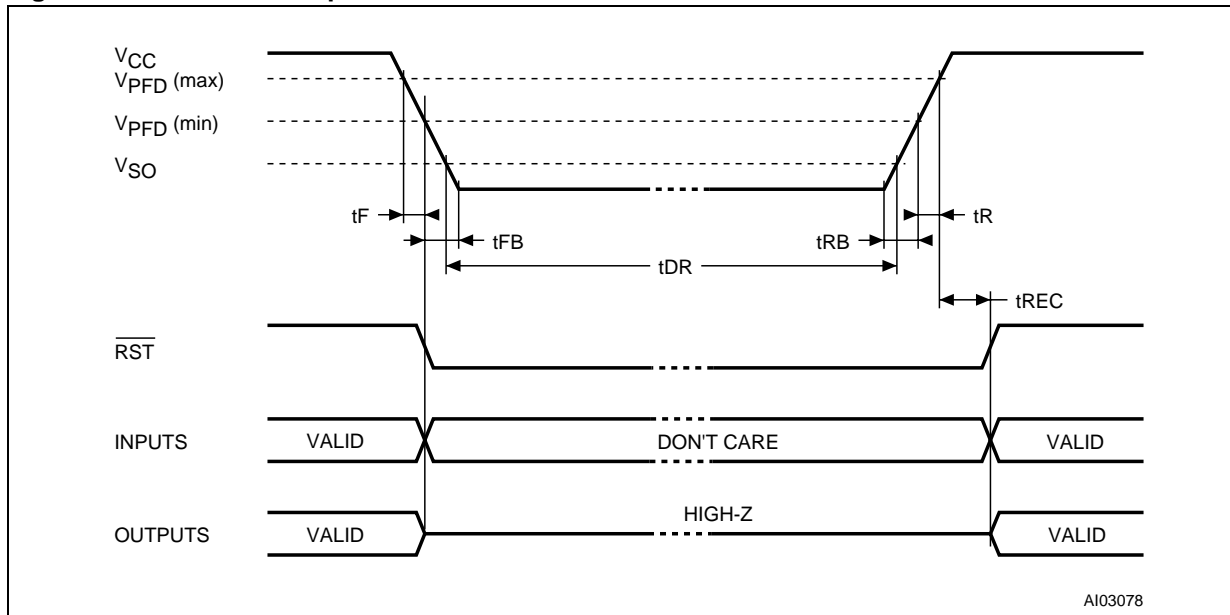 VCC
VPFD (max)
VPFD (min)
VSO
tF
tR
tFB
tRB
tDR
tREC
RST
INPUTS VALID DON'T CARE VALID
HIGH-Z
OUTPUTS VALID VALID
AI03078